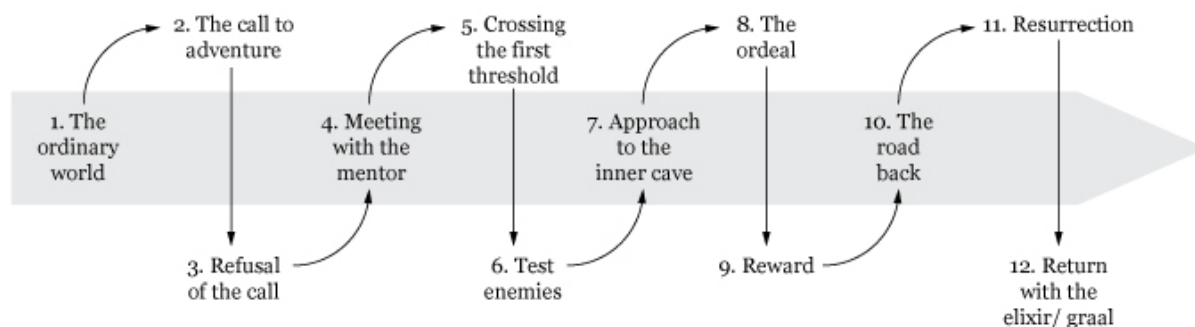 1. The
ordinary
world
2. The call to
adventure
3. Refusal
of the call
4. Meeting
with the
mentor
5. Crossing
the first
threshold
6. Test
enemies
7. Approach
to the
inner cave
8. The
ordeal
9. Reward
10. The
road
back
11. Resurrection
12. Return
with the
elixir/ graal